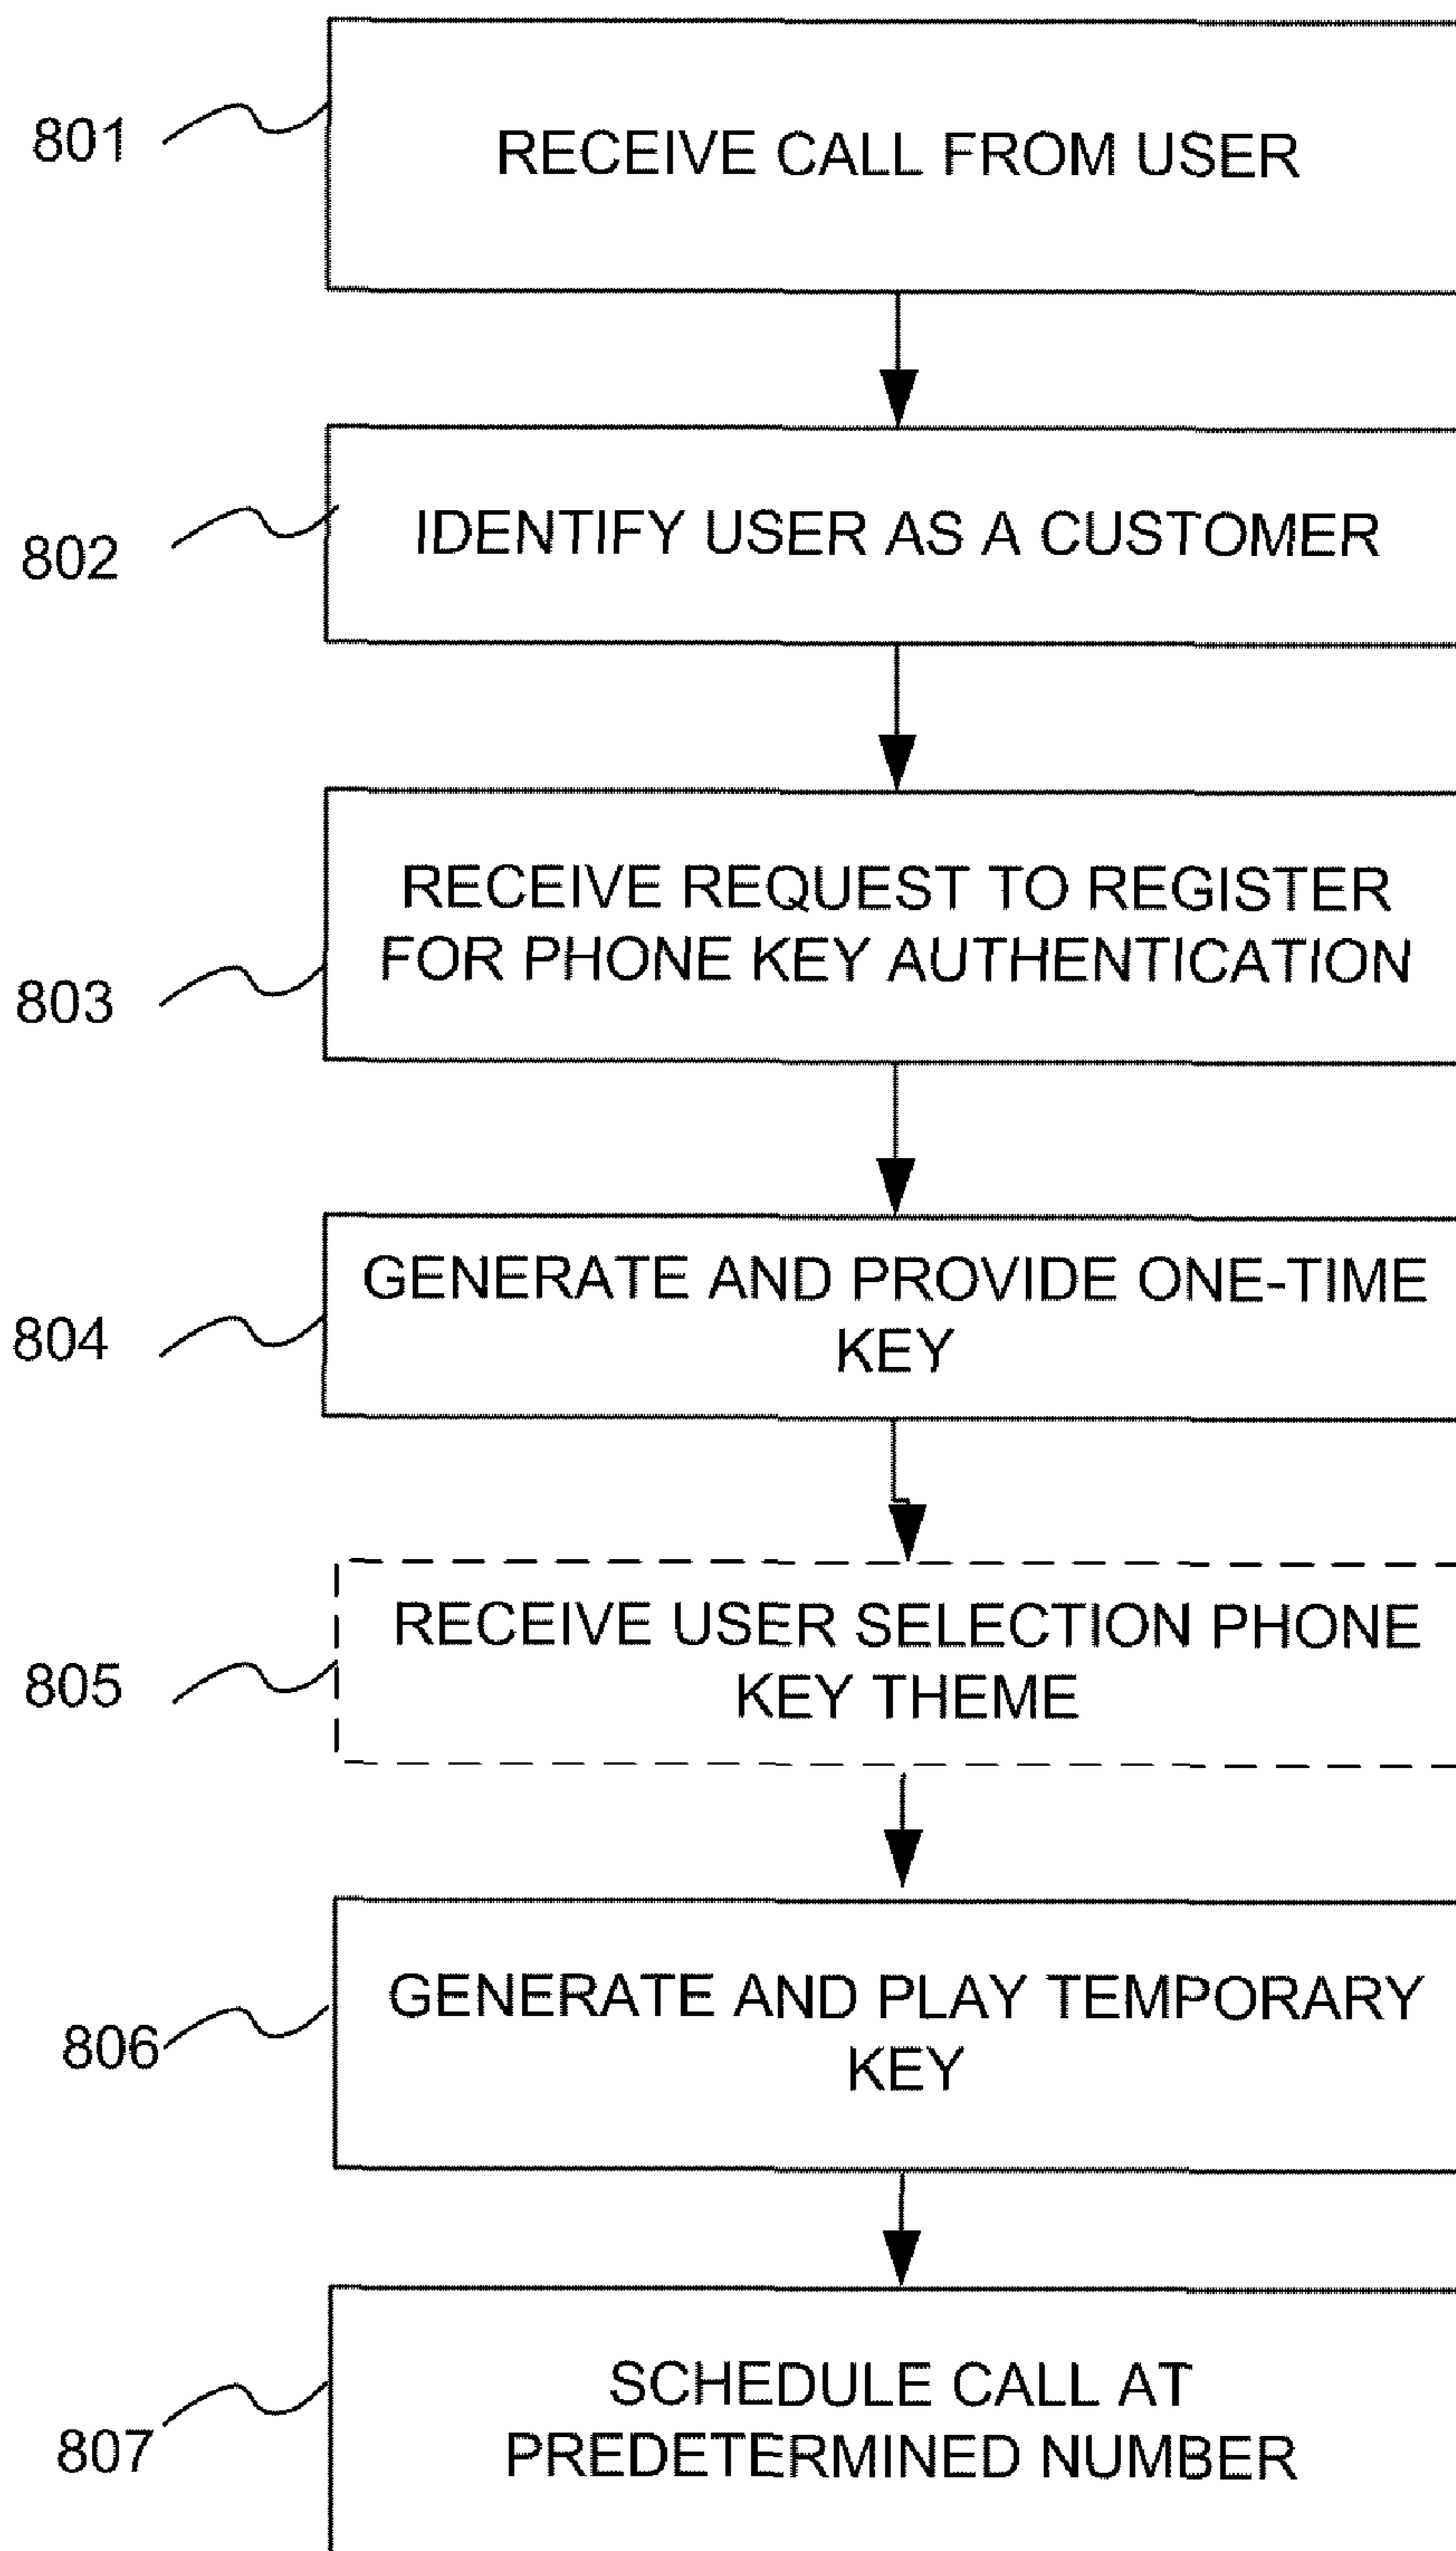 801
RECEIVE CALL FROM USER
802
IDENTIFY USER AS A CUSTOMER
803
RECEIVE REQUEST TO REGISTER
FOR PHONE KEY AUTHENTICATION
804
GENERATE AND PROVIDE ONE-TIME
KEY
805
RECEIVE USER SELECTION PHONE
KEY THEME
806
GENERATE AND PLAY TEMPORARY
KEY
807
SCHEDULE CALL AT
PREDETERMINED NUMBER